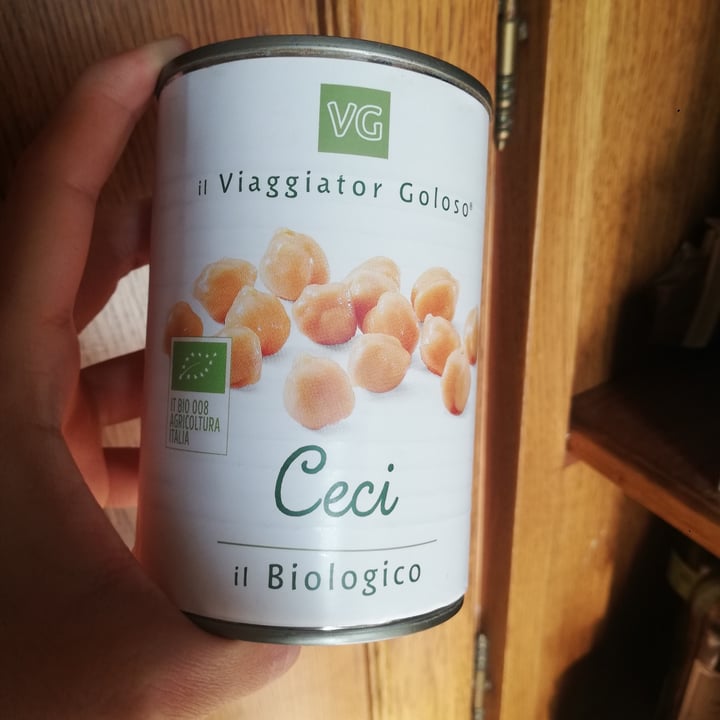 VG
il Viaggiator Goloso®
IT BIO 008
AGRICOLTURA
ITALIA
Ceci
il Biologico